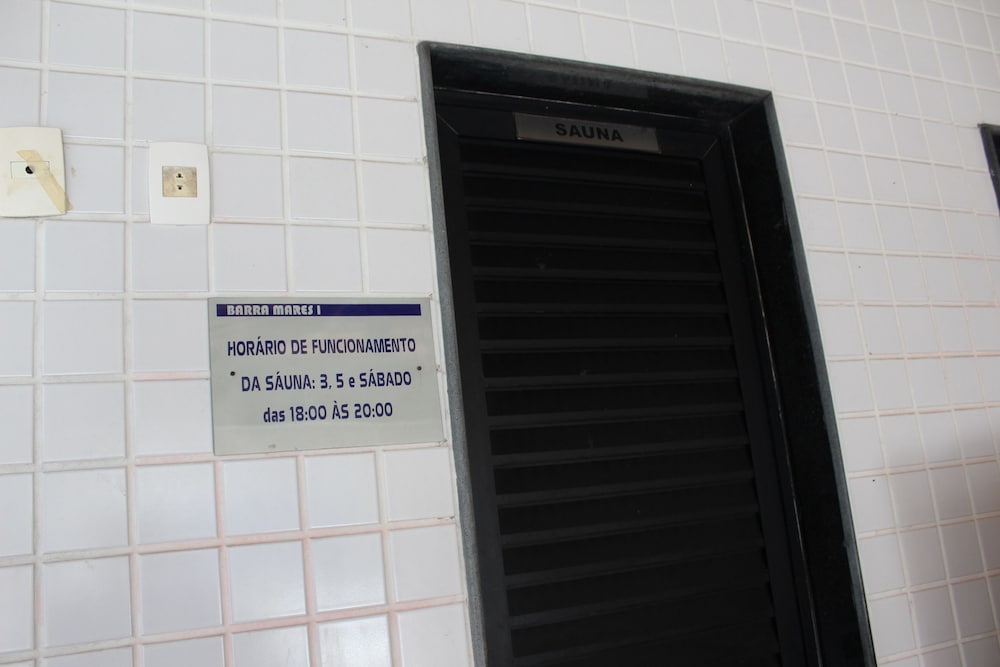 SAUNA
BARRA MARES I
HORÁRIO DE FUNCIONAMENTO
DA SÁUNA: 3, 5 e SÁBADO
das 18:00 ÀS 20:00